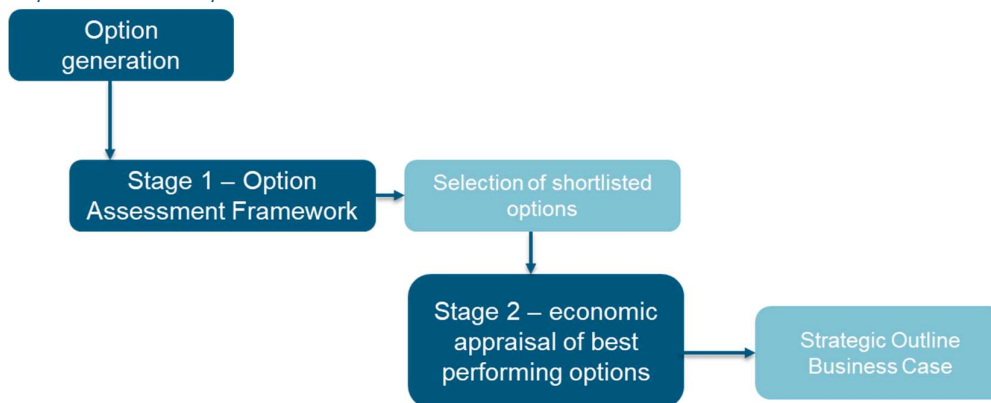 Option
generation
Stage 1 – Option
Assessment Framework
Selection of shortlisted
options
Stage 2 – economic
appraisal of best
performing options
Strategic Outline
Business Case